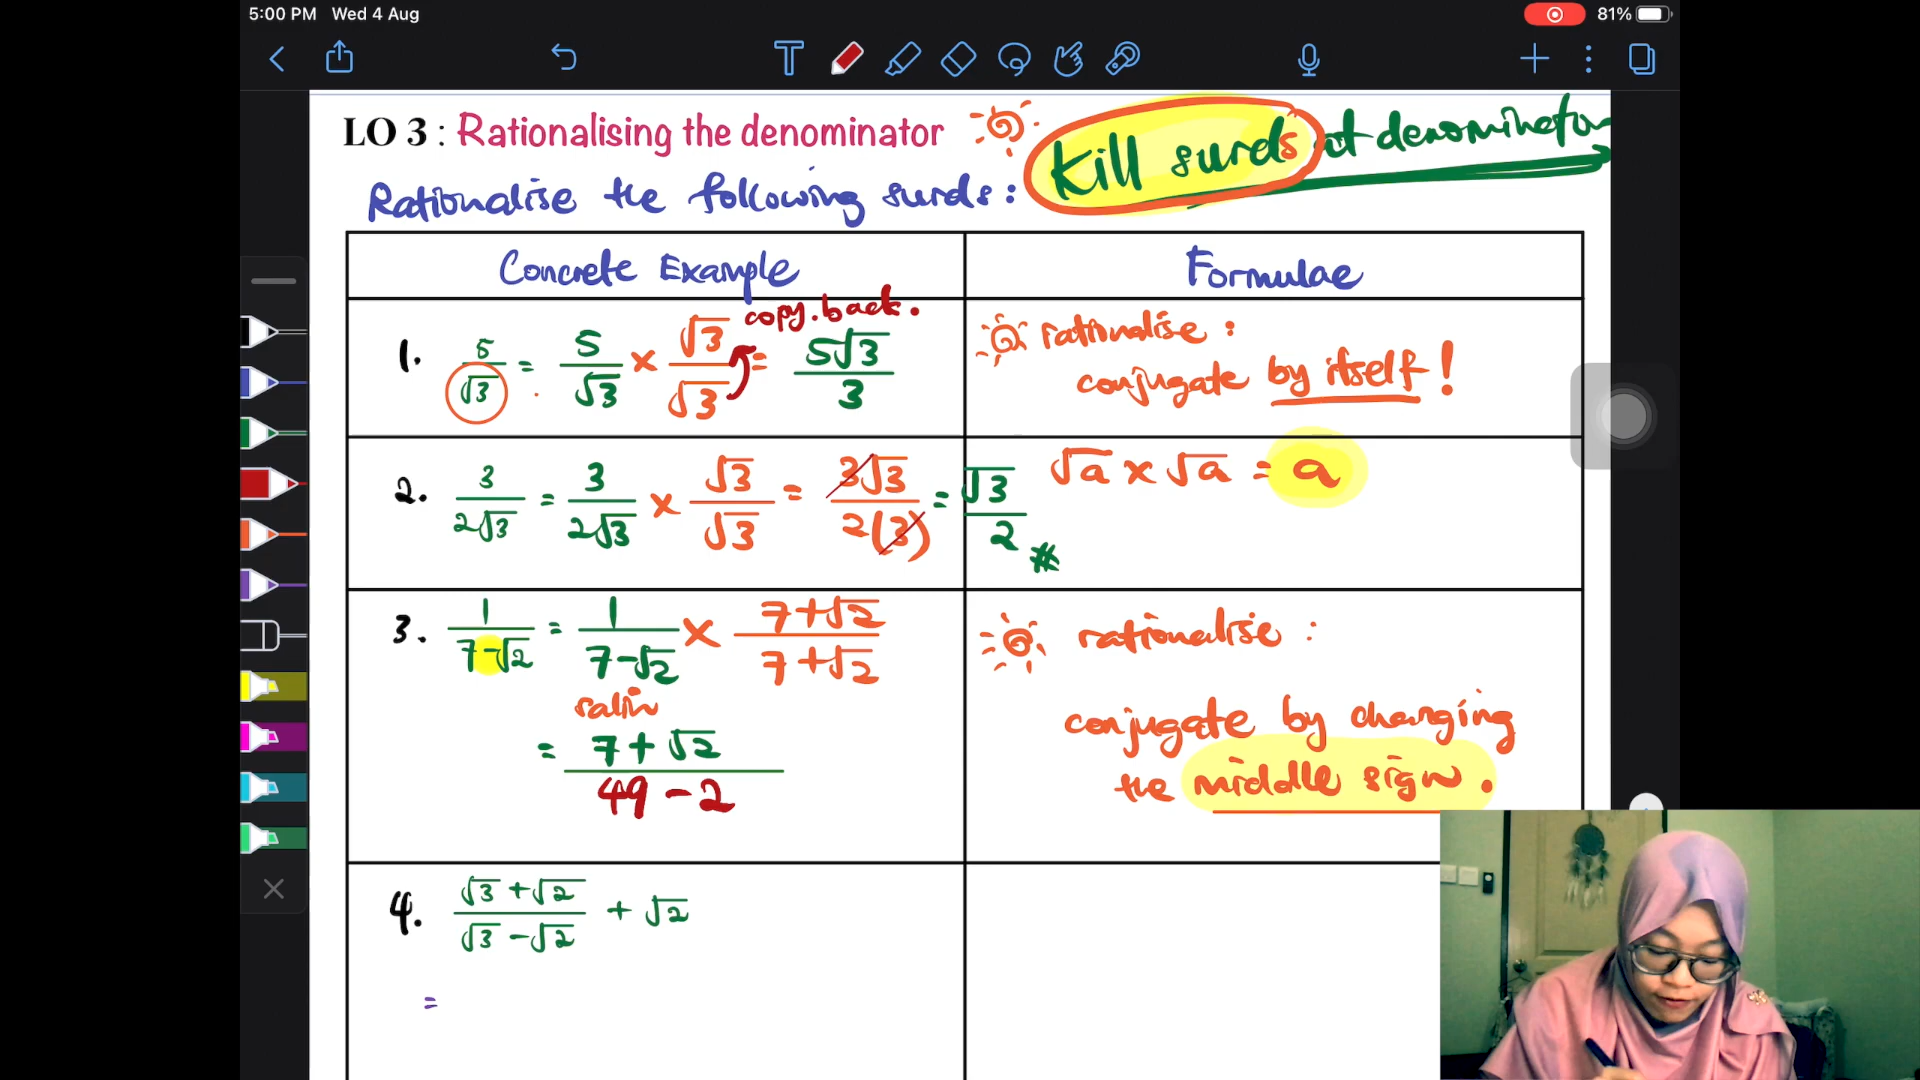 5:00 PM Wed 4 Aug
81%
LO 3 : Rationalising the denominator
Kill surds at denominator
Rationalise the following surds :
Concrete Example
Formulae
copy.back.
1. 5/√3 = 5/√3 × √3/√3 = 5√3/3
rationalise :
conjugate by itself !
2. 3/2√3 = 3/2√3 × √3/√3 = 3√3/2(3) = √3/2 #
√a × √a = a
3. 1/7-√2 = 1/7-√2 × 7+√2/7+√2
salin
= 7+√2/49-2
rationalise :
conjugate by changing
the middle sign.
4. √3+√2/√3-√2 + √2
=